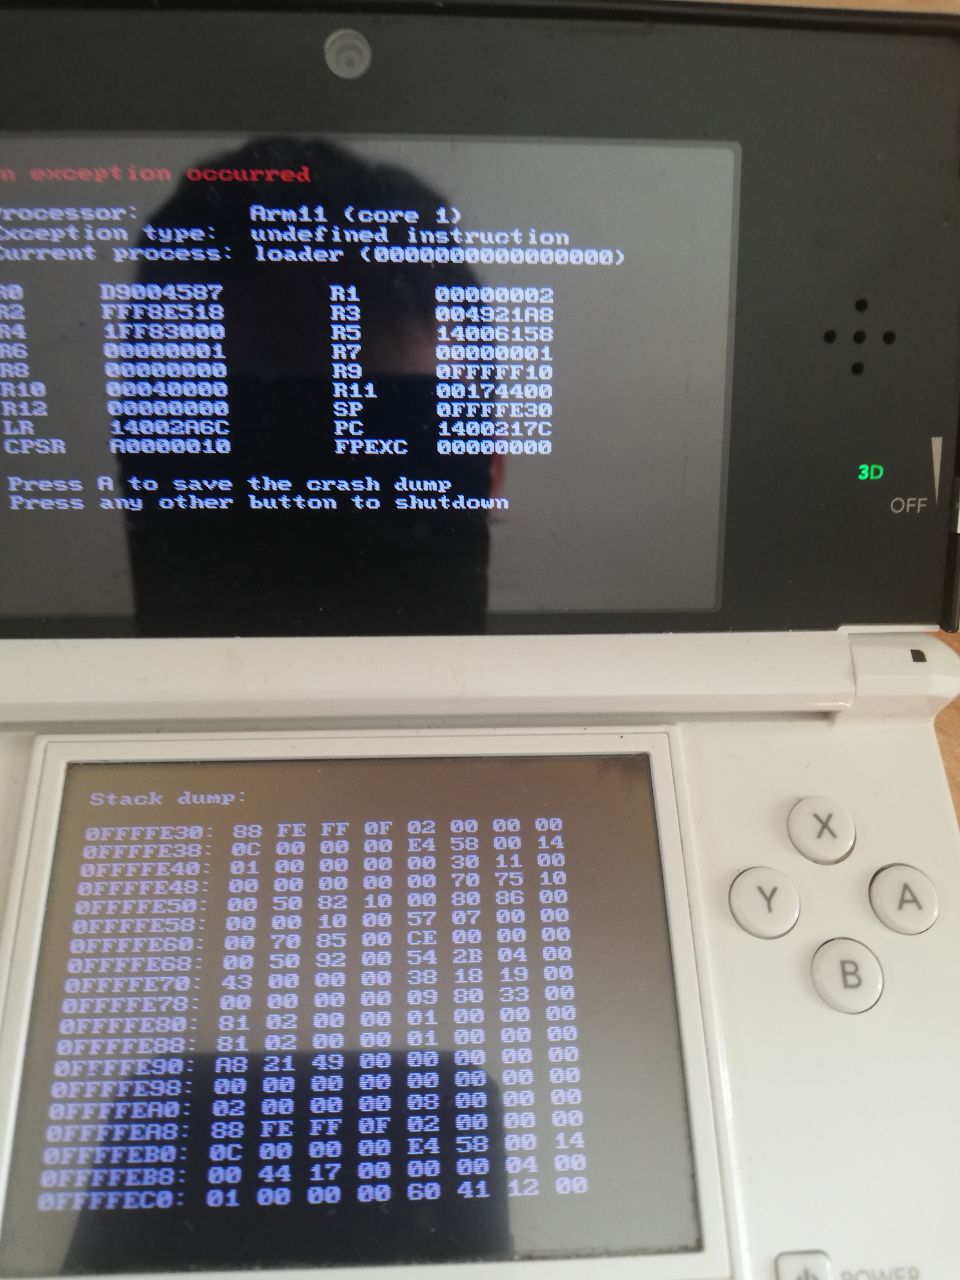 n exception occurred
rocessor: Arm11 (core 1)
Exception type: undefined instruction
Current process: loader (0000000000000000)
R0 D9004587 R1 00000002
R2 FFF8E518 R3 004921A8
R4 1FF83000 R5 14006158
R6 00000001 R7 00000001
R8 00000000 R9 0FFFFF10
R10 00040000 R11 00174400
R12 00000000 SP 0FFFFE30
LR 14002A6C PC 1400217C
CPSR A0000010 FPEXC 00000000
Press A to save the crash dump
Press any other button to shutdown
3D
OFF
Stack dump:
0FFFFE30: 88 FE FF 0F 02 00 00 00
0FFFFE38: 0C 00 00 00 E4 58 00 14
0FFFFE40: 01 00 00 00 00 30 11 00
0FFFFE48: 00 00 00 00 00 70 75 10
0FFFFE50: 00 50 82 10 00 80 86 00
0FFFFE58: 00 00 10 00 57 07 00 00
0FFFFE60: 00 70 85 00 CE 00 00 00
0FFFFE68: 00 50 92 00 54 2B 04 00
0FFFFE70: 43 00 00 00 38 18 19 00
0FFFFE78: 00 00 00 00 09 80 33 00
0FFFFE80: 81 02 00 00 01 00 00 00
0FFFFE88: 81 02 00 00 01 00 00 00
0FFFFE90: A8 21 49 00 00 00 00 00
0FFFFE98: 00 00 00 00 00 00 00 00
0FFFFEA0: 02 00 00 00 08 00 00 00
0FFFFEA8: 88 FE FF 0F 02 00 00 00
0FFFFEB0: 0C 00 00 00 E4 58 00 14
0FFFFEB8: 00 44 17 00 00 00 04 00
0FFFFEC0: 01 00 00 00 60 41 12 00
X
Y
A
B
POWER